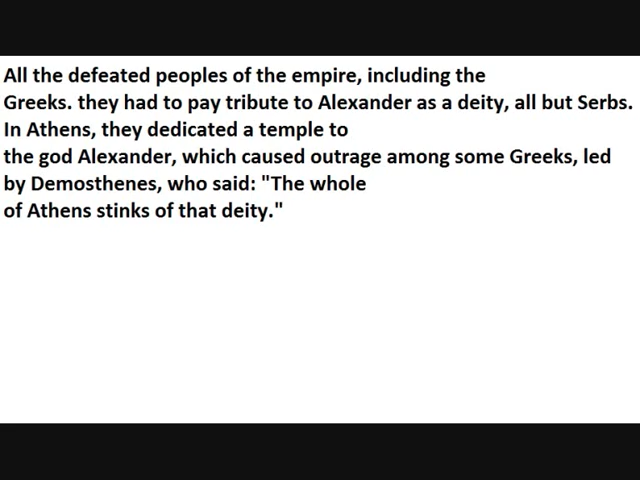 All the defeated peoples of the empire, including the
Greeks. they had to pay tribute to Alexander as a deity, all but Serbs.
In Athens, they dedicated a temple to
the god Alexander, which caused outrage among some Greeks, led
by Demosthenes, who said: "The whole
of Athens stinks of that deity."